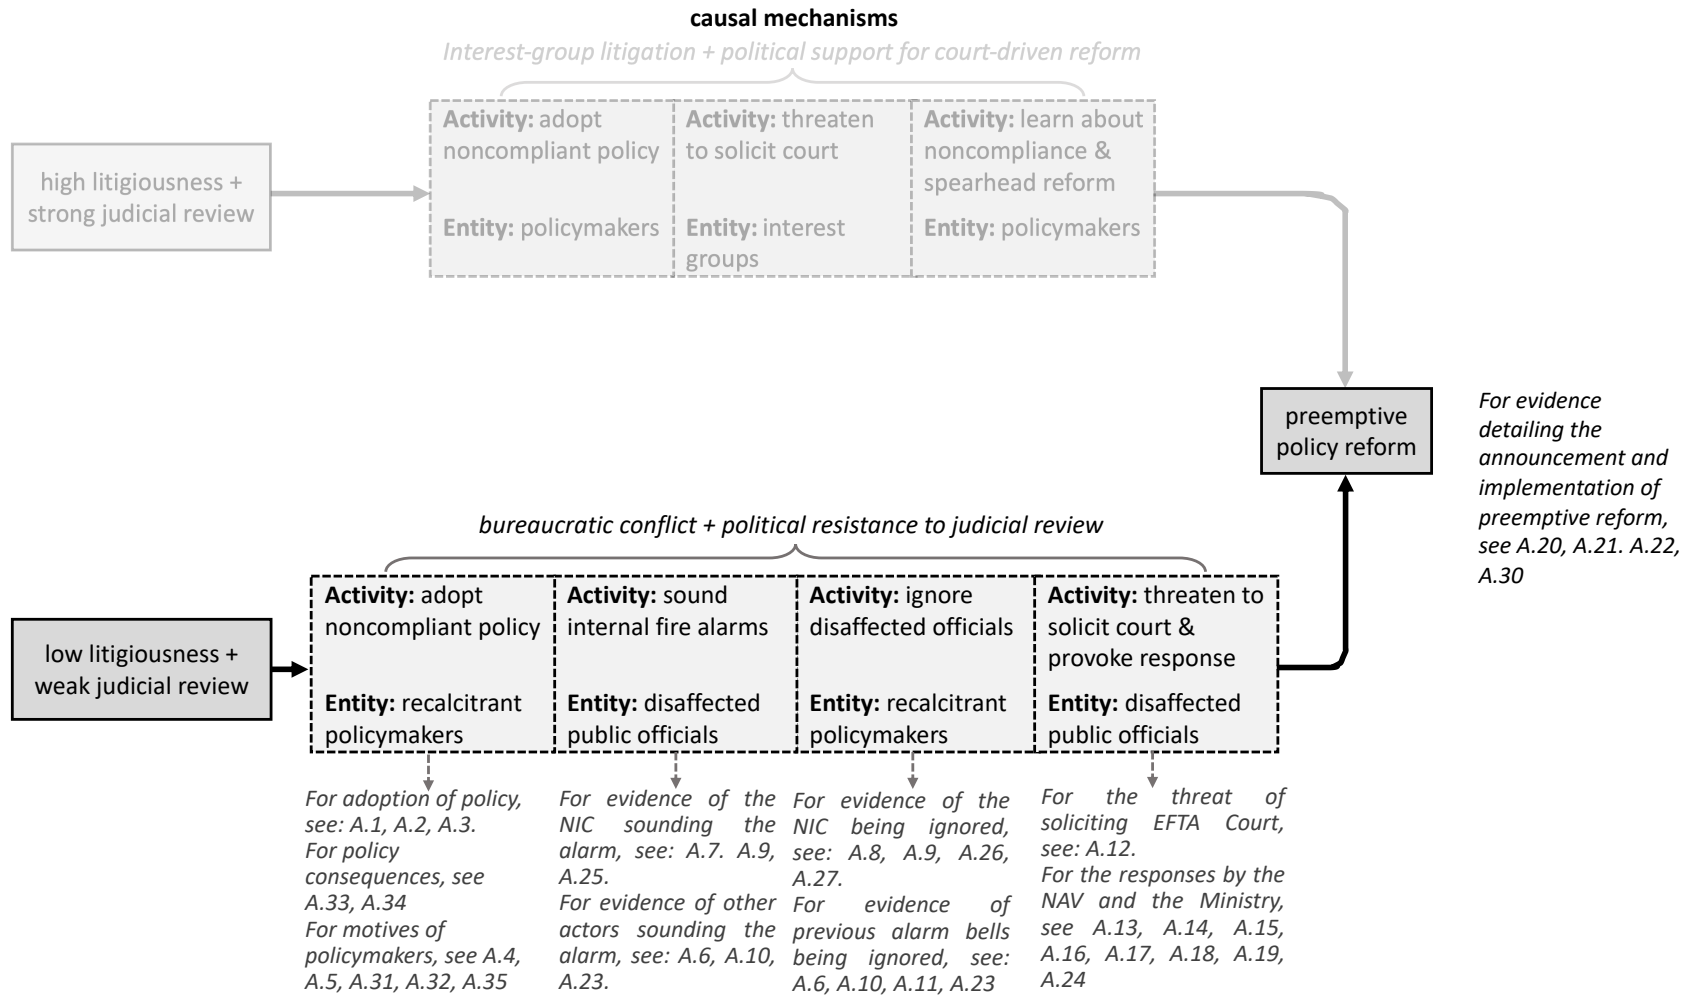 causal mechanisms
Interest-group litigation + political support for court-driven reform
high litigiousness +
strong judicial review
Activity: adopt
noncompliant policy
Entity: policymakers
Activity: threaten
to solicit court
Entity: interest
groups
Activity: learn about
noncompliance &
spearhead reform
Entity: policymakers
preemptive
policy reform
For evidence
detailing the
announcement and
implementation of
preemptive reform,
see A.20, A.21. A.22,
A.30
bureaucratic conflict + political resistance to judicial review
low litigiousness +
weak judicial review
Activity: adopt
noncompliant policy
Entity: recalcitrant
policymakers
Activity: sound
internal fire alarms
Entity: disaffected
public officials
Activity: ignore
disaffected officials
Entity: recalcitrant
policymakers
Activity: threaten to
solicit court &
provoke response
Entity: disaffected
public officials
For adoption of policy,
see: A.1, A.2, A.3.
For policy
consequences, see
A.33, A.34
For motives of
policymakers, see A.4,
A.5, A.31, A.32, A.35
For evidence of the
NIC sounding the
alarm, see: A.7. A.9,
A.25.
For evidence of other
actors sounding the
alarm, see: A.6, A.10,
A.23.
For evidence of the
NIC being ignored,
see: A.8, A.9, A.26,
A.27.
For evidence of
previous alarm bells
being ignored, see:
A.6, A.10, A.11, A.23
For the threat of
soliciting EFTA Court,
see: A.12.
For the responses by the
NAV and the Ministry,
see A.13, A.14, A.15,
A.16, A.17, A.18, A.19,
A.24